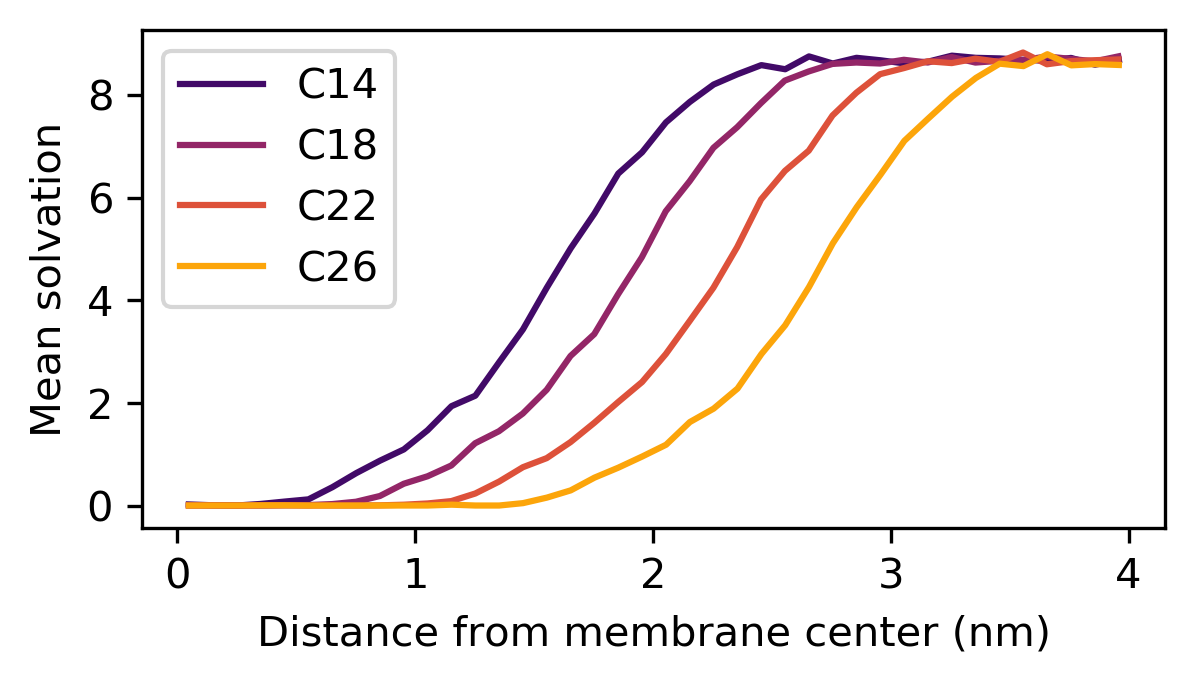 C14
C18
C22
C26
Mean solvation
8
6
4
2
0
0 1 2 3 4
Distance from membrane center (nm)